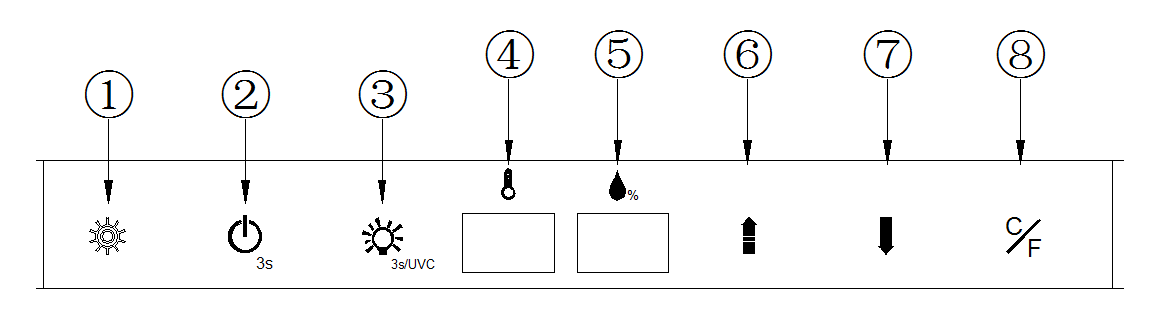 ① ② ③ ④ ⑤ ⑥ ⑦ ⑧
%
3s
3s/UVC
C/F